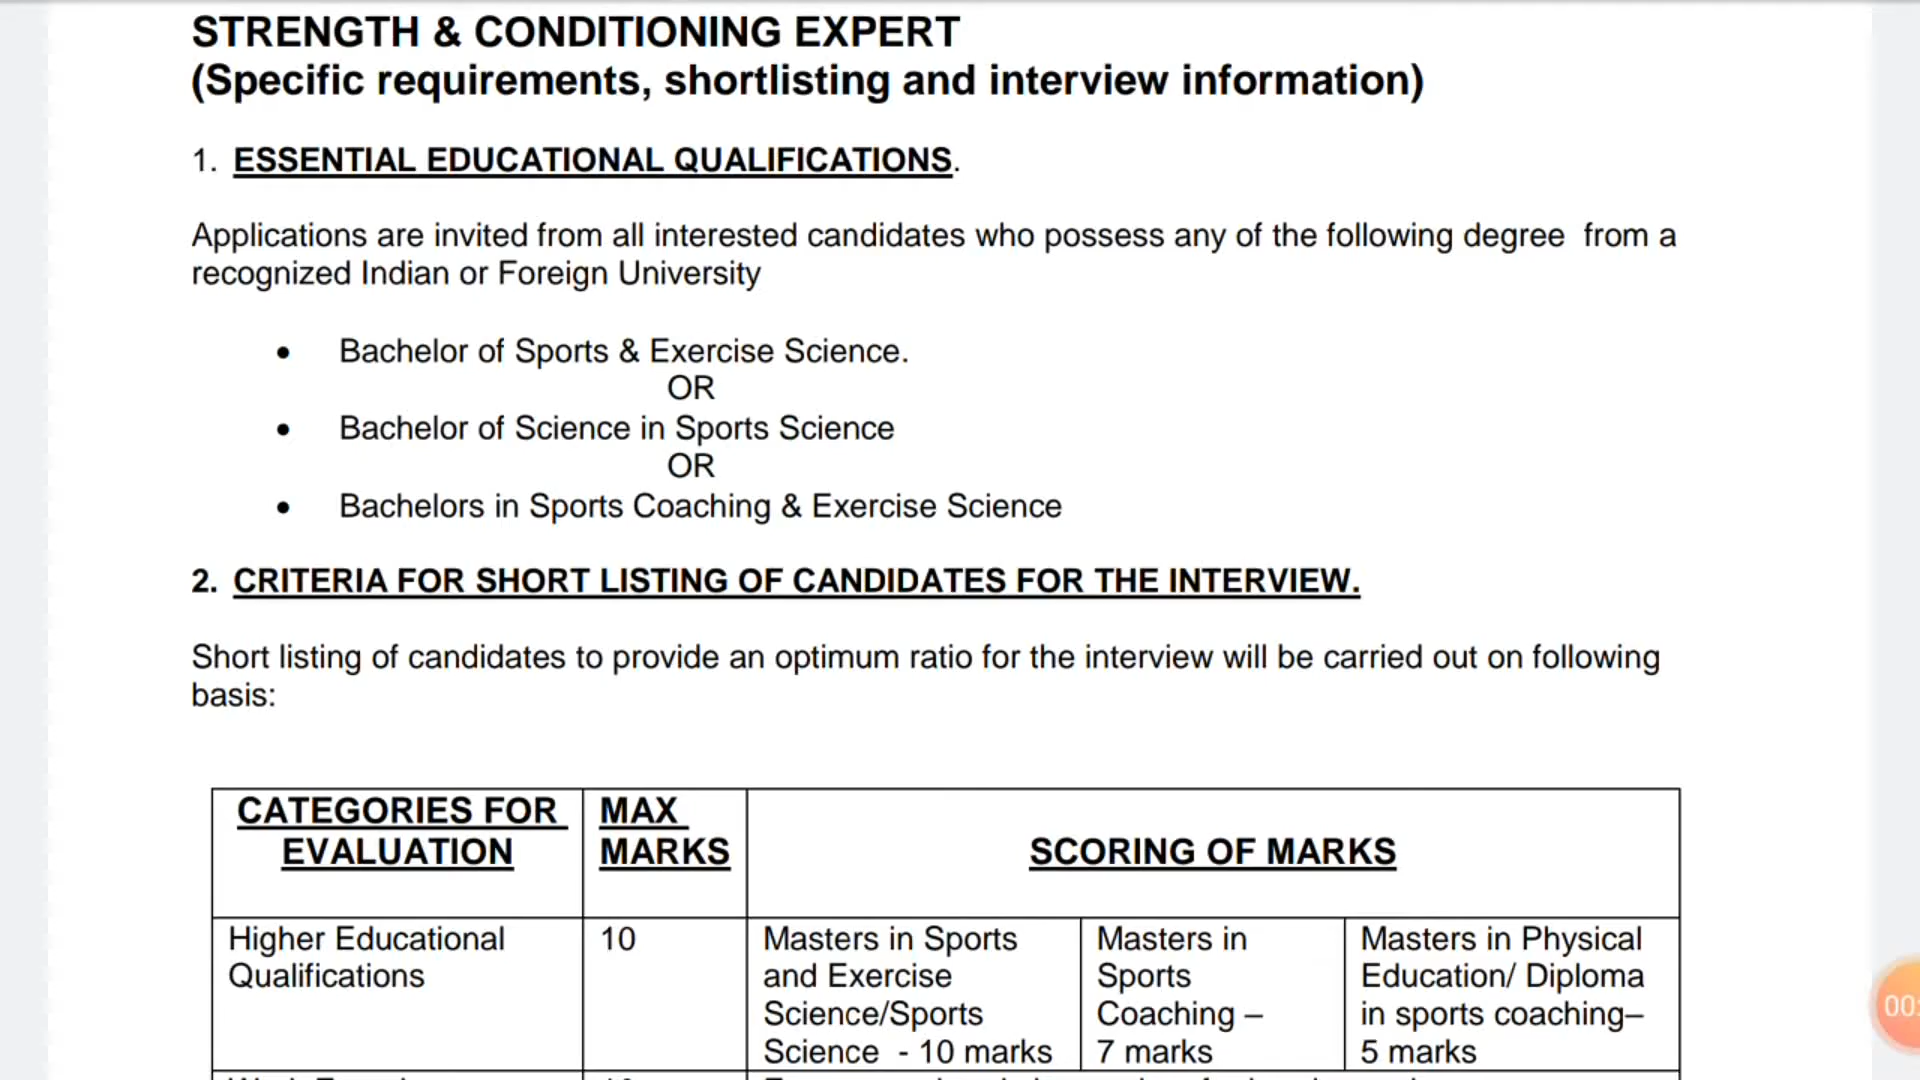 STRENGTH & CONDITIONING EXPERT
(Specific requirements, shortlisting and interview information)
1. ESSENTIAL EDUCATIONAL QUALIFICATIONS.
Applications are invited from all interested candidates who possess any of the following degree from a
recognized Indian or Foreign University
• Bachelor of Sports & Exercise Science.
OR
• Bachelor of Science in Sports Science
OR
• Bachelors in Sports Coaching & Exercise Science
2. CRITERIA FOR SHORT LISTING OF CANDIDATES FOR THE INTERVIEW.
Short listing of candidates to provide an optimum ratio for the interview will be carried out on following
basis:
CATEGORIES FOR
EVALUATION
MAX
MARKS
SCORING OF MARKS
Higher Educational
Qualifications
10
Masters in Sports
and Exercise
Science/Sports
Science - 10 marks
Masters in
Sports
Coaching –
7 marks
Masters in Physical
Education/ Diploma
in sports coaching–
5 marks
00: